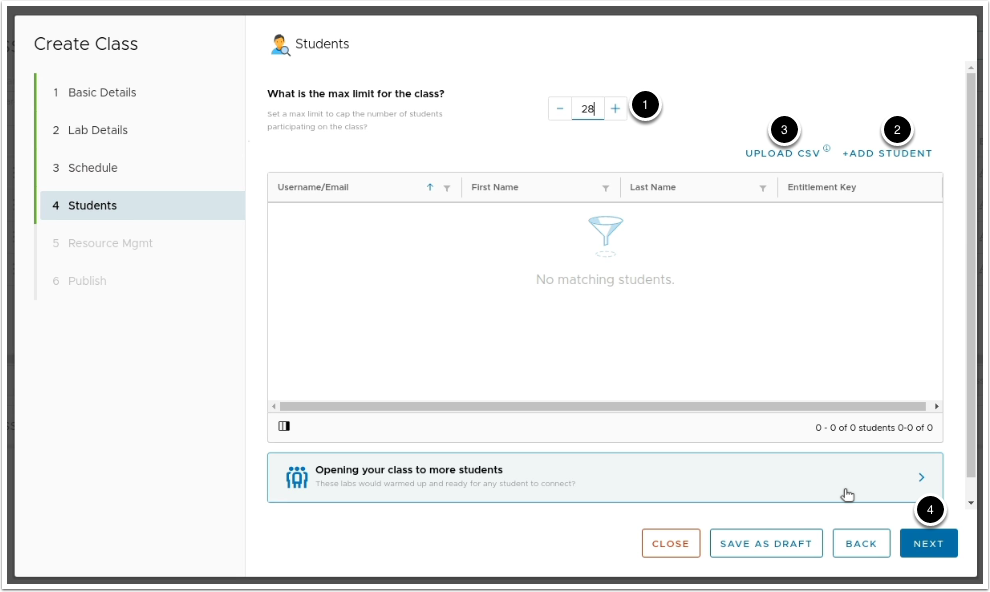 Create Class
1 Basic Details
2 Lab Details
3 Schedule
4 Students
5 Resource Mgmt
6 Publish
Students
What is the max limit for the class?
Set a max limit to cap the number of students
participating on the class?
− 28 +
1
3
2
UPLOAD CSV
+ADD STUDENT
Username/Email First Name Last Name Entitlement Key
No matching students.
0 - 0 of 0 students 0-0 of 0
Opening your class to more students
These labs would warmed up and ready for any student to connect?
4
CLOSE SAVE AS DRAFT BACK NEXT